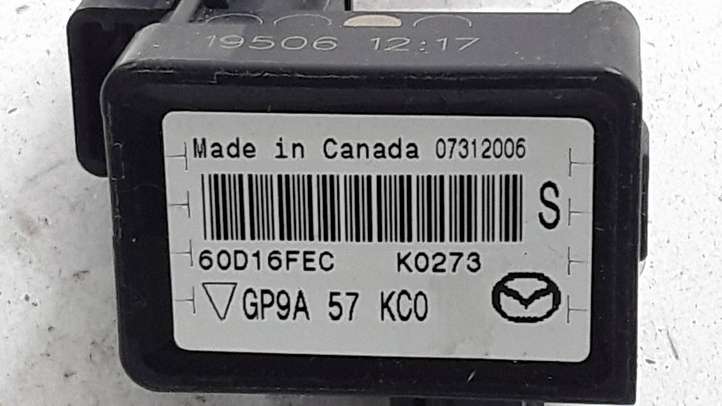 19506 12:17
Made in Canada 07312006
S
60D16FEC K0273
GP9A 57 KC0